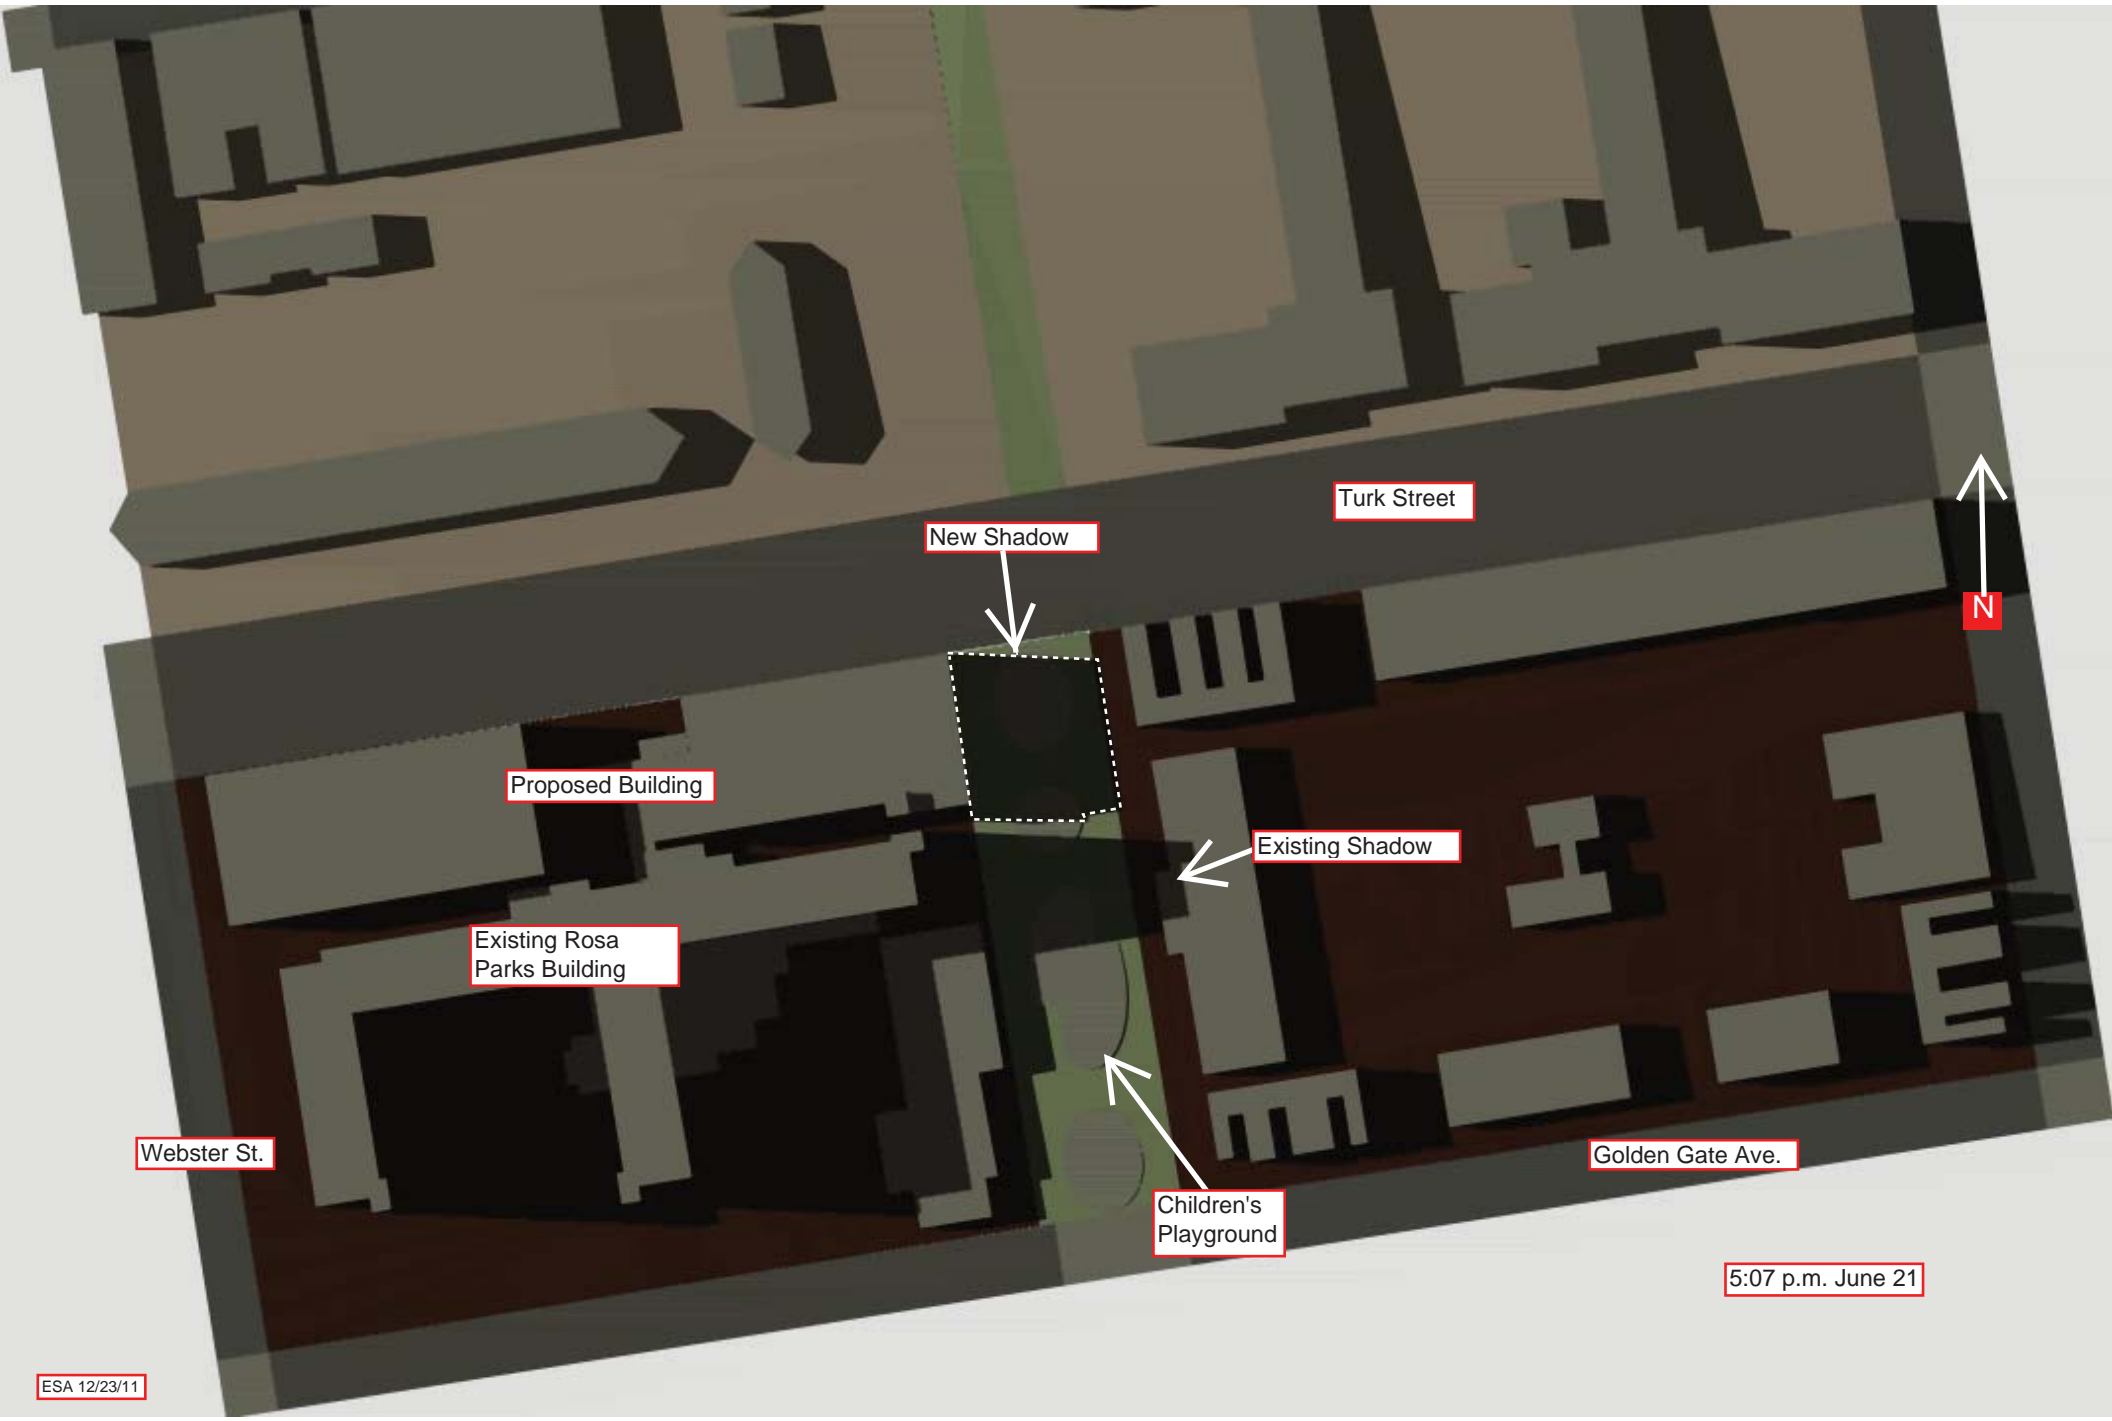 Turk Street
New Shadow
N
Proposed Building
Existing Shadow
Existing Rosa
Parks Building
Webster St.
Golden Gate Ave.
Children's
Playground
5:07 p.m. June 21
ESA 12/23/11